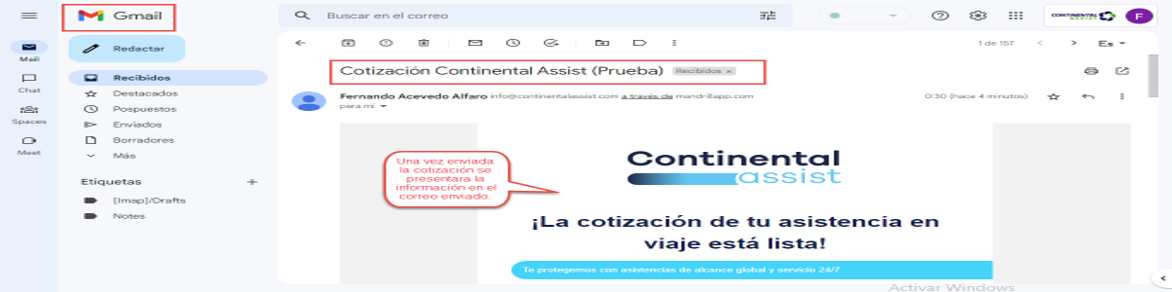 Gmail
Buscar en el correo
CONTINENTAL ASSIST
F
Redactar
1 de 157
Es
Mail
Recibidos
Cotización Continental Assist (Prueba) Recibidos ×
Chat
Destacados
Fernando Acevedo Alfaro info@continentalassist.com a través de mandrillapp.com
0:30 (hace 4 minutos)
para mí
Pospuestos
Spaces
Enviados
Borradores
Meet
Más
Etiquetas
[Imap]/Drafts
Notes
Una vez enviada
la cotización se
presentara la
información en el
correo enviado.
Continental
assist
¡La cotización de tu asistencia en
viaje está lista!
Te protegemos con asistencias de alcance global y servicio 24/7
Activar Windows